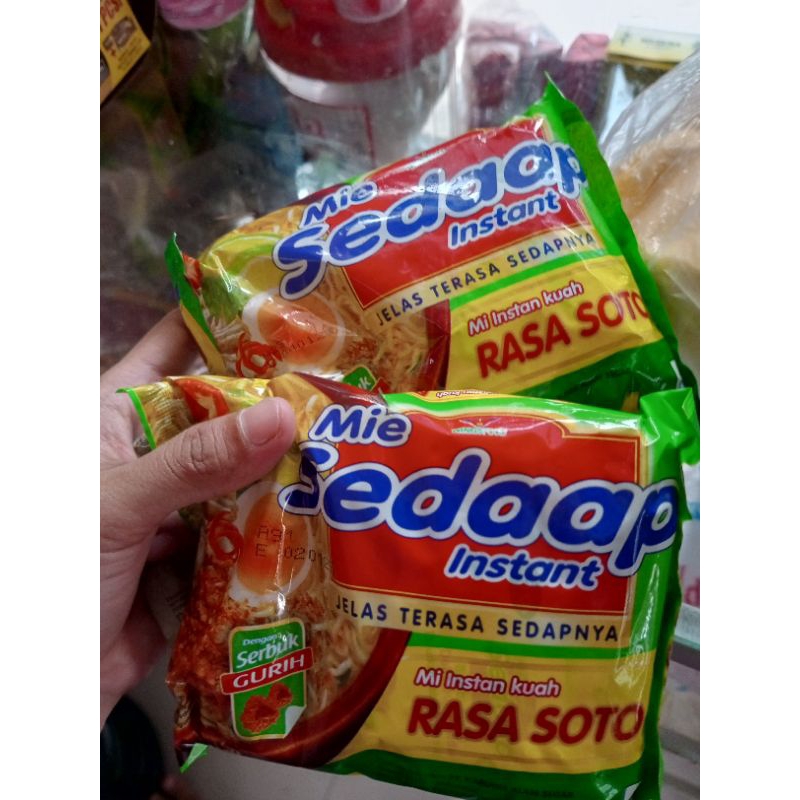 Mie
Sedaap
Instant
JELAS TERASA SEDAPNYA
Mi Instan kuah
RASA SOTO
Mie
Sedaap
Instant
JELAS TERASA SEDAPNYA
Mi Instan kuah
RASA SOTO
Dengan
Serbuk
GURIH